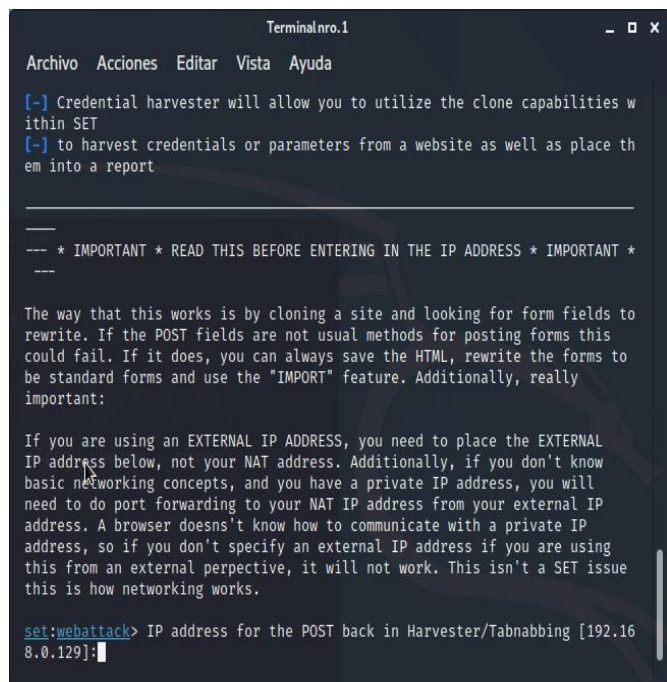 Terminal nro. 1
Archivo Acciones Editar Vista Ayuda
[-] Credential harvester will allow you to utilize the clone capabilities w
ithin SET
[-] to harvest credentials or parameters from a website as well as place th
em into a report
--- * IMPORTANT * READ THIS BEFORE ENTERING IN THE IP ADDRESS * IMPORTANT *
---
The way that this works is by cloning a site and looking for form fields to
rewrite. If the POST fields are not usual methods for posting forms this
could fail. If it does, you can always save the HTML, rewrite the forms to
be standard forms and use the "IMPORT" feature. Additionally, really
important:
If you are using an EXTERNAL IP ADDRESS, you need to place the EXTERNAL
IP address below, not your NAT address. Additionally, if you don't know
basic networking concepts, and you have a private IP address, you will
need to do port forwarding to your NAT IP address from your external IP
address. A browser doesns't know how to communicate with a private IP
address, so if you don't specify an external IP address if you are using
this from an external perpective, it will not work. This isn't a SET issue
this is how networking works.
set:webattack> IP address for the POST back in Harvester/Tabnabbing [192.16
8.0.129]: